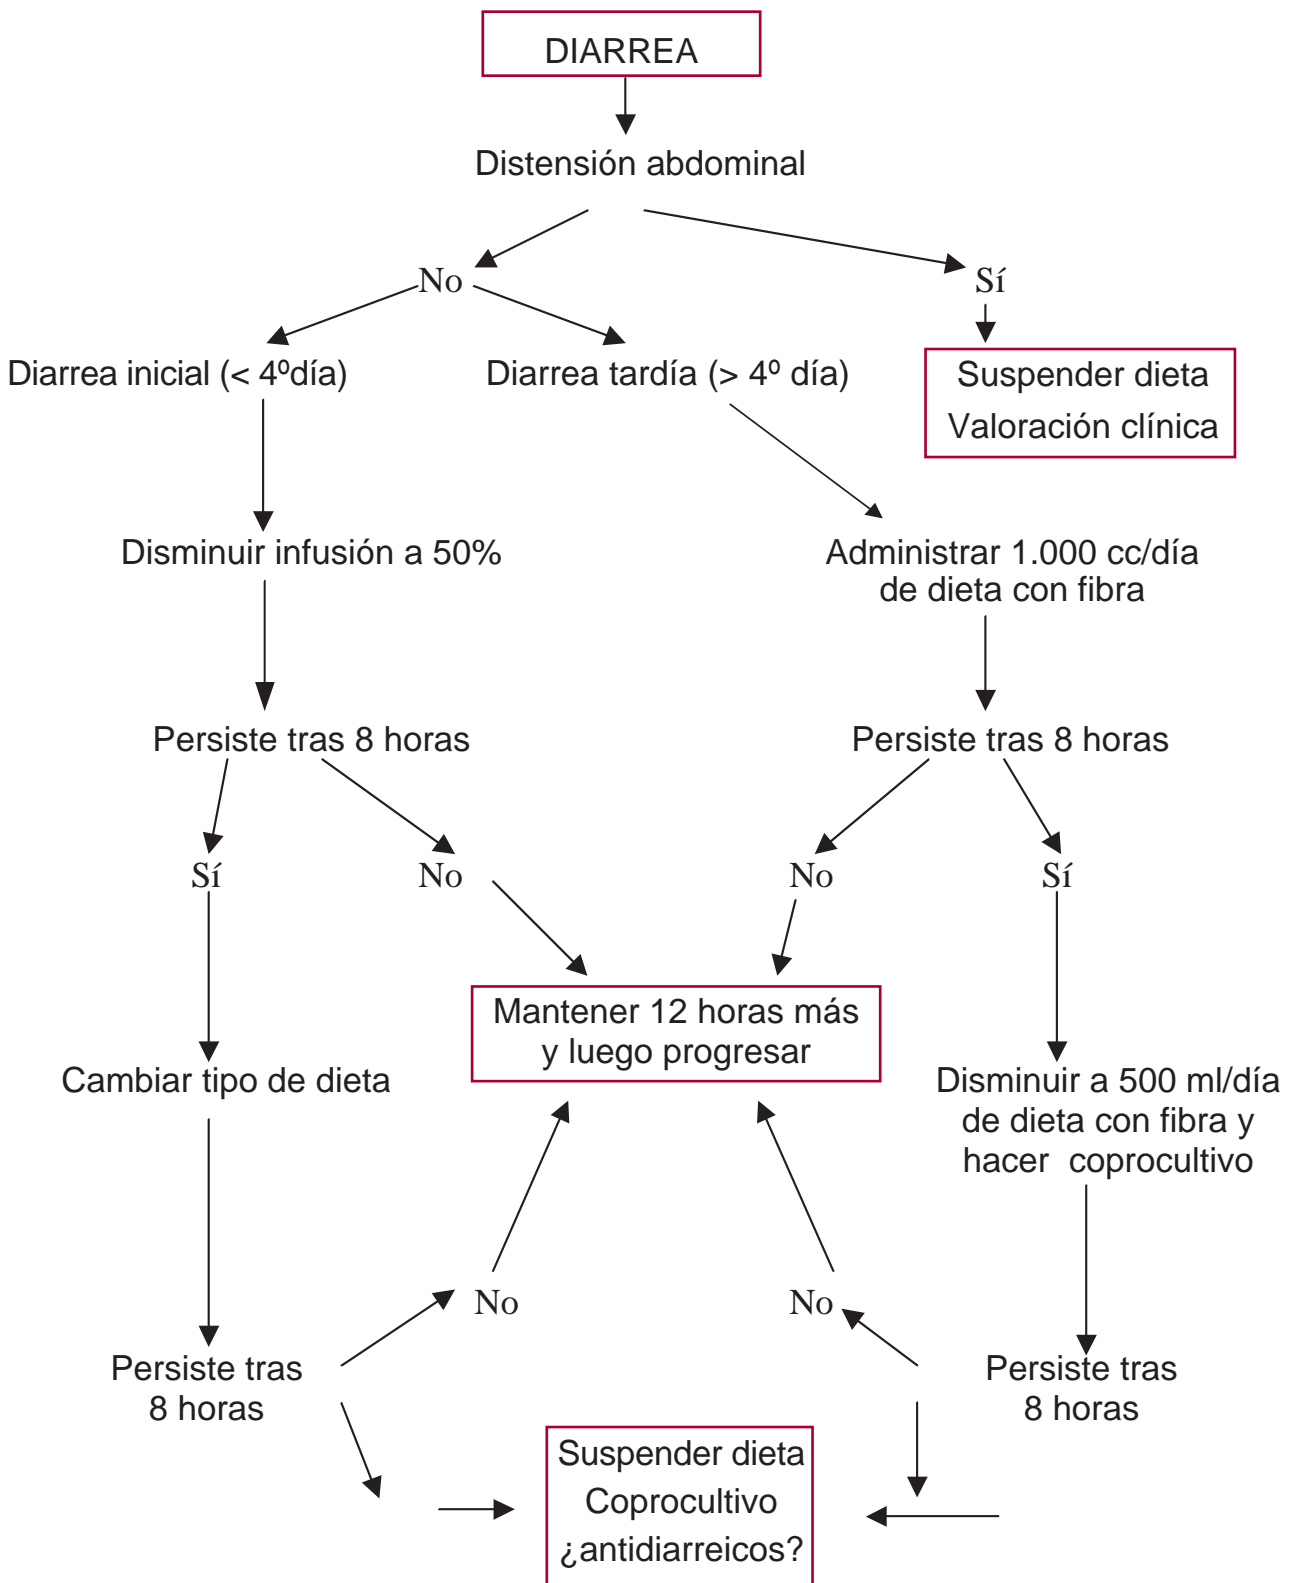 DIARREA
Distensión abdominal
No
Sí
Diarrea inicial (< 4ºdía)
Diarrea tardía (> 4º día)
Suspender dieta
Valoración clínica
Disminuir infusión a 50%
Administrar 1.000 cc/día
de dieta con fibra
Persiste tras 8 horas
Persiste tras 8 horas
Sí
No
No
Sí
Mantener 12 horas más
y luego progresar
Cambiar tipo de dieta
Disminuir a 500 ml/día
de dieta con fibra y
hacer coprocultivo
No
No
Persiste tras
8 horas
Persiste tras
8 horas
Suspender dieta
Coprocultivo
¿antidiarreicos?